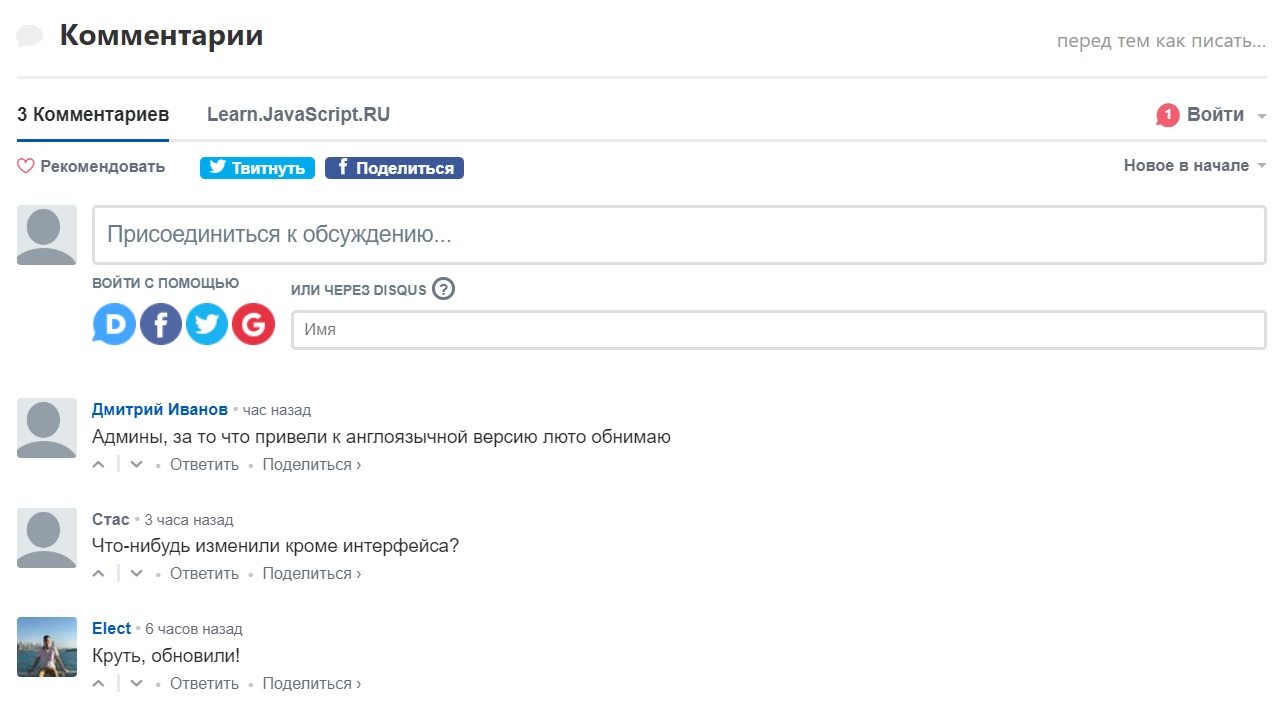 Комментарии
перед тем как писать...
3 Комментариев
Learn.JavaScript.RU
1 Войти
Рекомендовать
Твитнуть
f Поделиться
Новое в начале
Присоединиться к обсуждению...
ВОЙТИ С ПОМОЩЬЮ
ИЛИ ЧЕРЕЗ DISQUS ?
D f G
Имя
Дмитрий Иванов • час назад
Админы, за то что привели к англоязычной версию люто обнимаю
• Ответить • Поделиться ›
Стас • 3 часа назад
Что-нибудь изменили кроме интерфейса?
• Ответить • Поделиться ›
Elect • 6 часов назад
Круть, обновили!
• Ответить • Поделиться ›